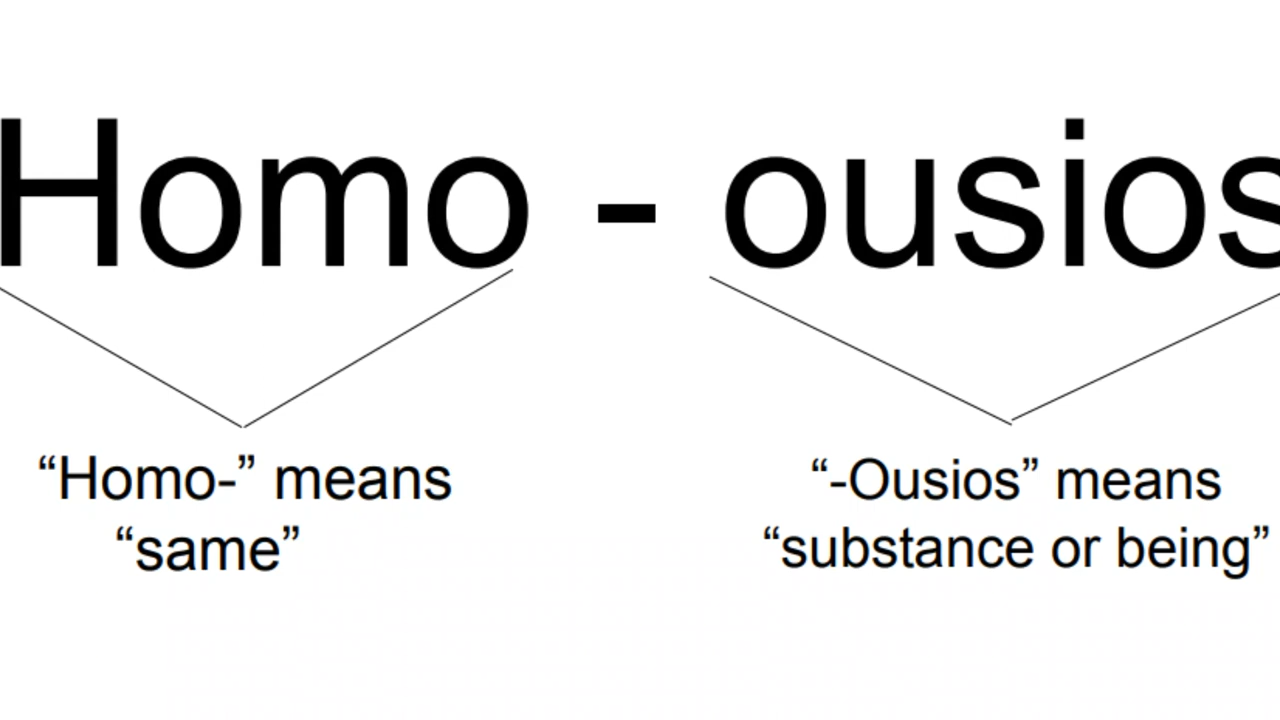 Homo - ousios
“Homo-” means
“same”
“-Ousios” means
“substance or being”